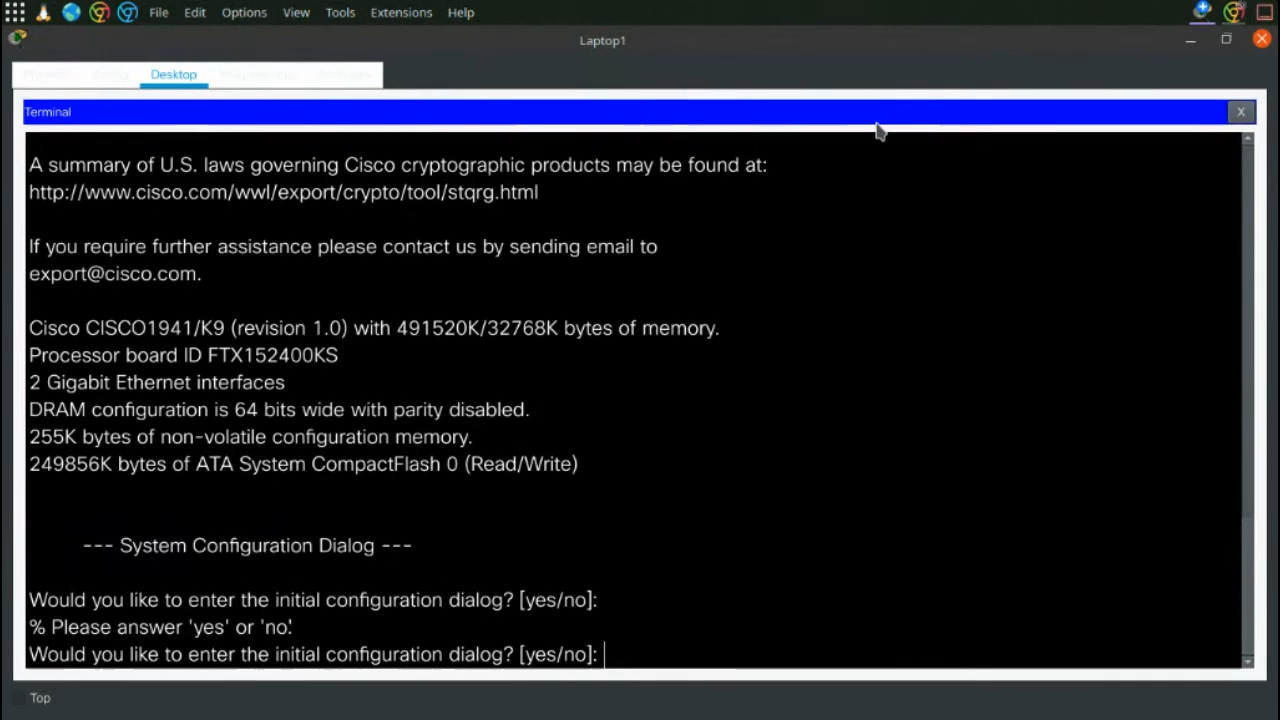 File Edit Options View Tools Extensions Help
Laptop1
Desktop
Terminal
X
A summary of U.S. laws governing Cisco cryptographic products may be found at:
http://www.cisco.com/wwl/export/crypto/tool/stqrg.html
If you require further assistance please contact us by sending email to
export@cisco.com.
Cisco CISCO1941/K9 (revision 1.0) with 491520K/32768K bytes of memory.
Processor board ID FTX152400KS
2 Gigabit Ethernet interfaces
DRAM configuration is 64 bits wide with parity disabled.
255K bytes of non-volatile configuration memory.
249856K bytes of ATA System CompactFlash 0 (Read/Write)
--- System Configuration Dialog ---
Would you like to enter the initial configuration dialog? [yes/no]:
% Please answer 'yes' or 'no'.
Would you like to enter the initial configuration dialog? [yes/no]:
Top